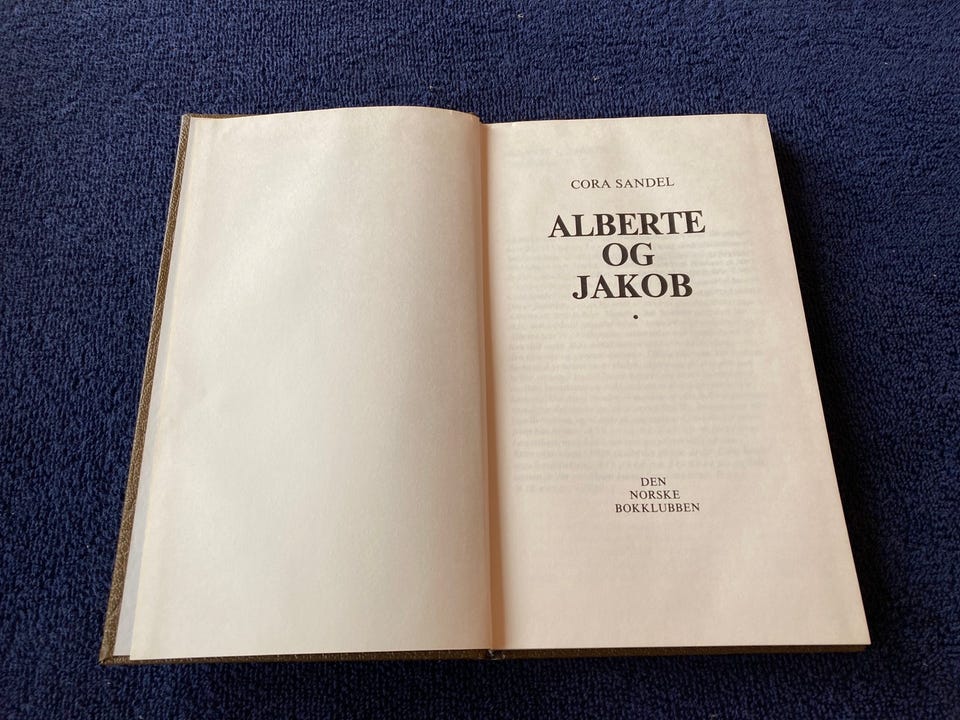 CORA SANDEL
ALBERTE
OG
JAKOB
DEN
NORSKE
BOKKLUBBEN